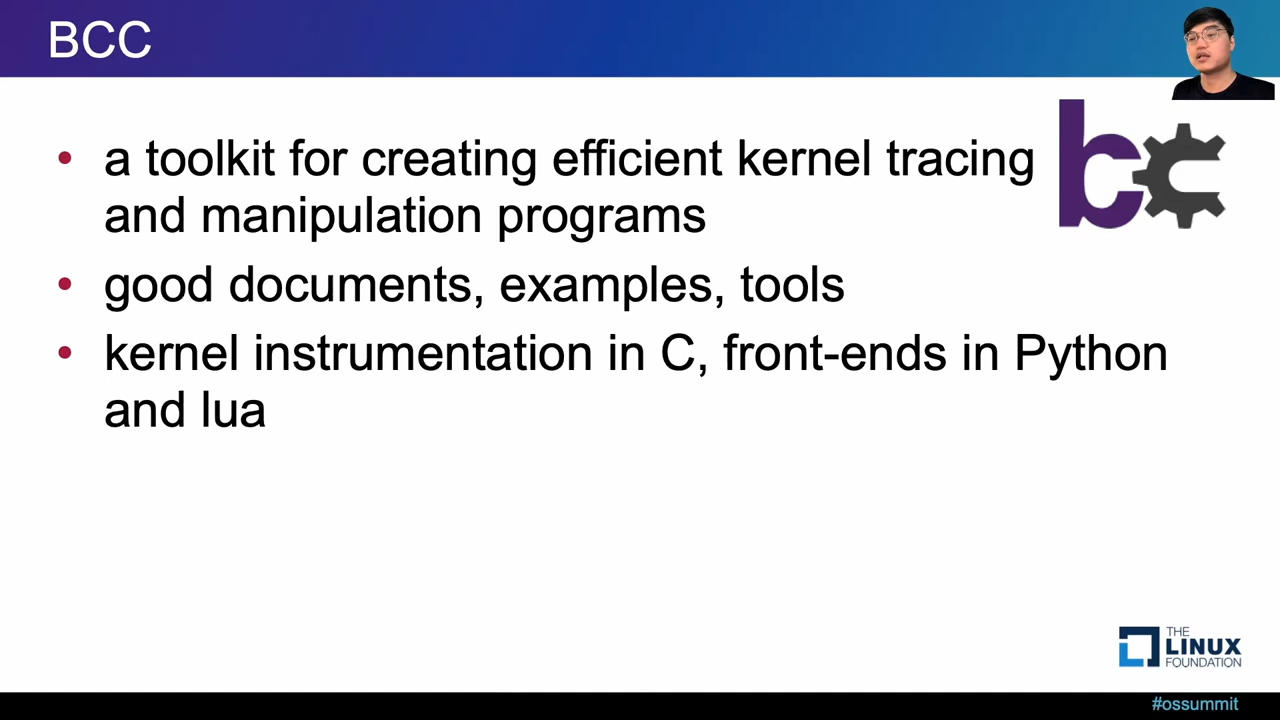 BCC
• a toolkit for creating efficient kernel tracing
and manipulation programs
• good documents, examples, tools
• kernel instrumentation in C, front-ends in Python
and lua
bc
THE
LINUX
FOUNDATION
#ossummit